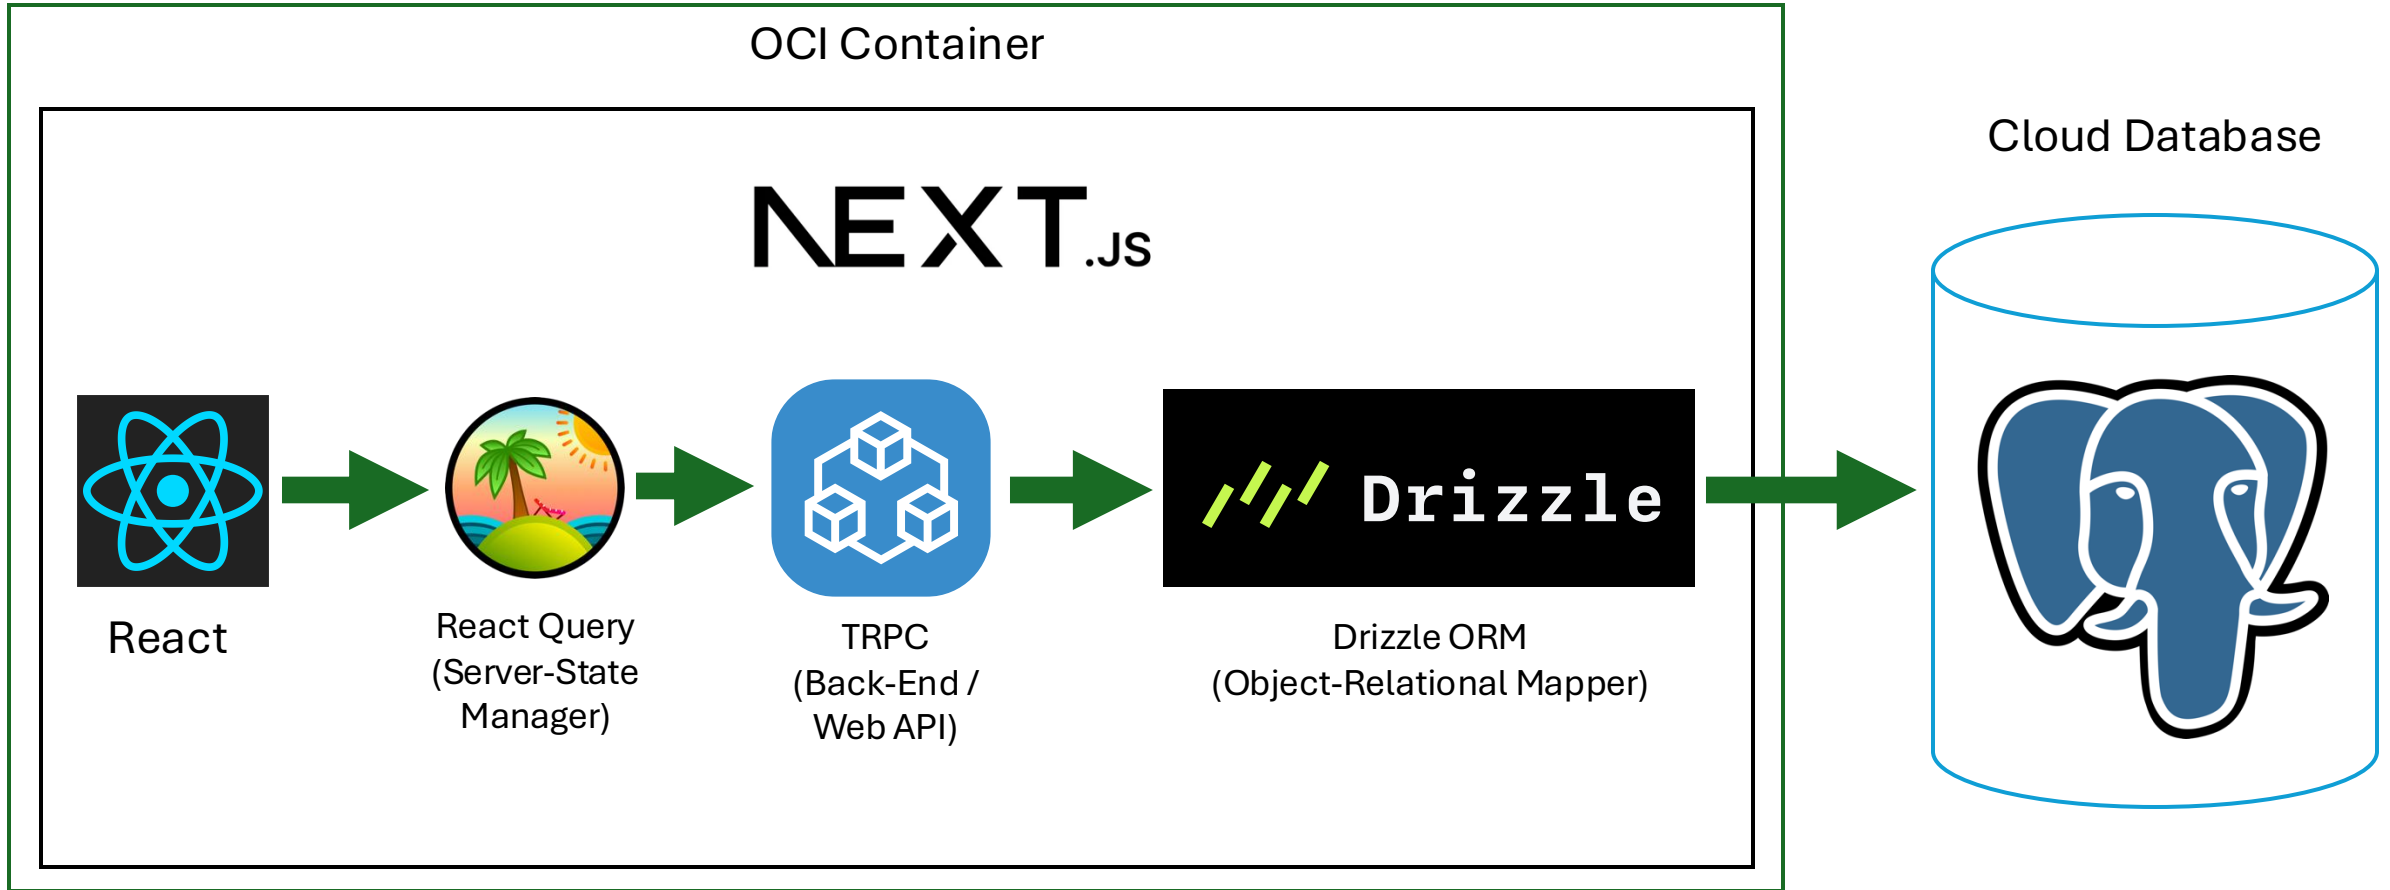 OCI Container
Cloud Database
NEXT.JS
Drizzle
React
React Query
(Server-State
Manager)
TRPC
(Back-End /
Web API)
Drizzle ORM
(Object-Relational Mapper)